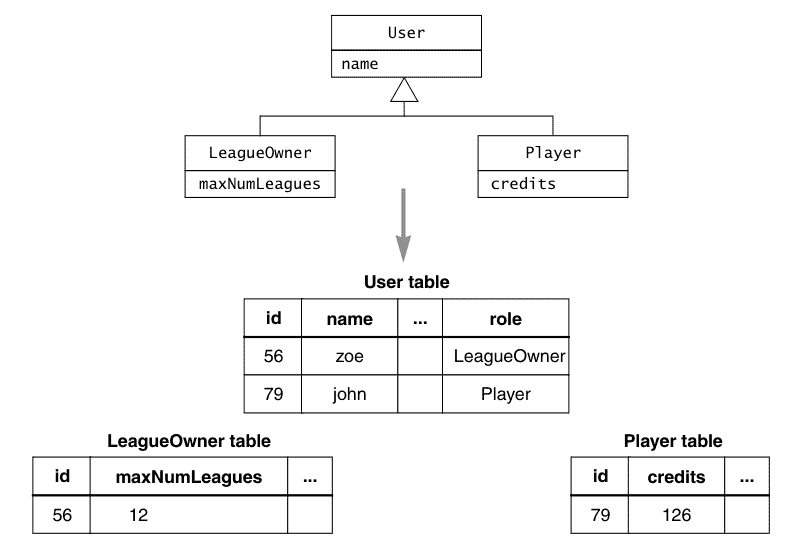 User
name
LeagueOwner
maxNumLeagues
Player
credits
User table
id name ... role
56 zoe LeagueOwner
79 john Player
LeagueOwner table
id maxNumLeagues ...
56 12
Player table
id credits ...
79 126